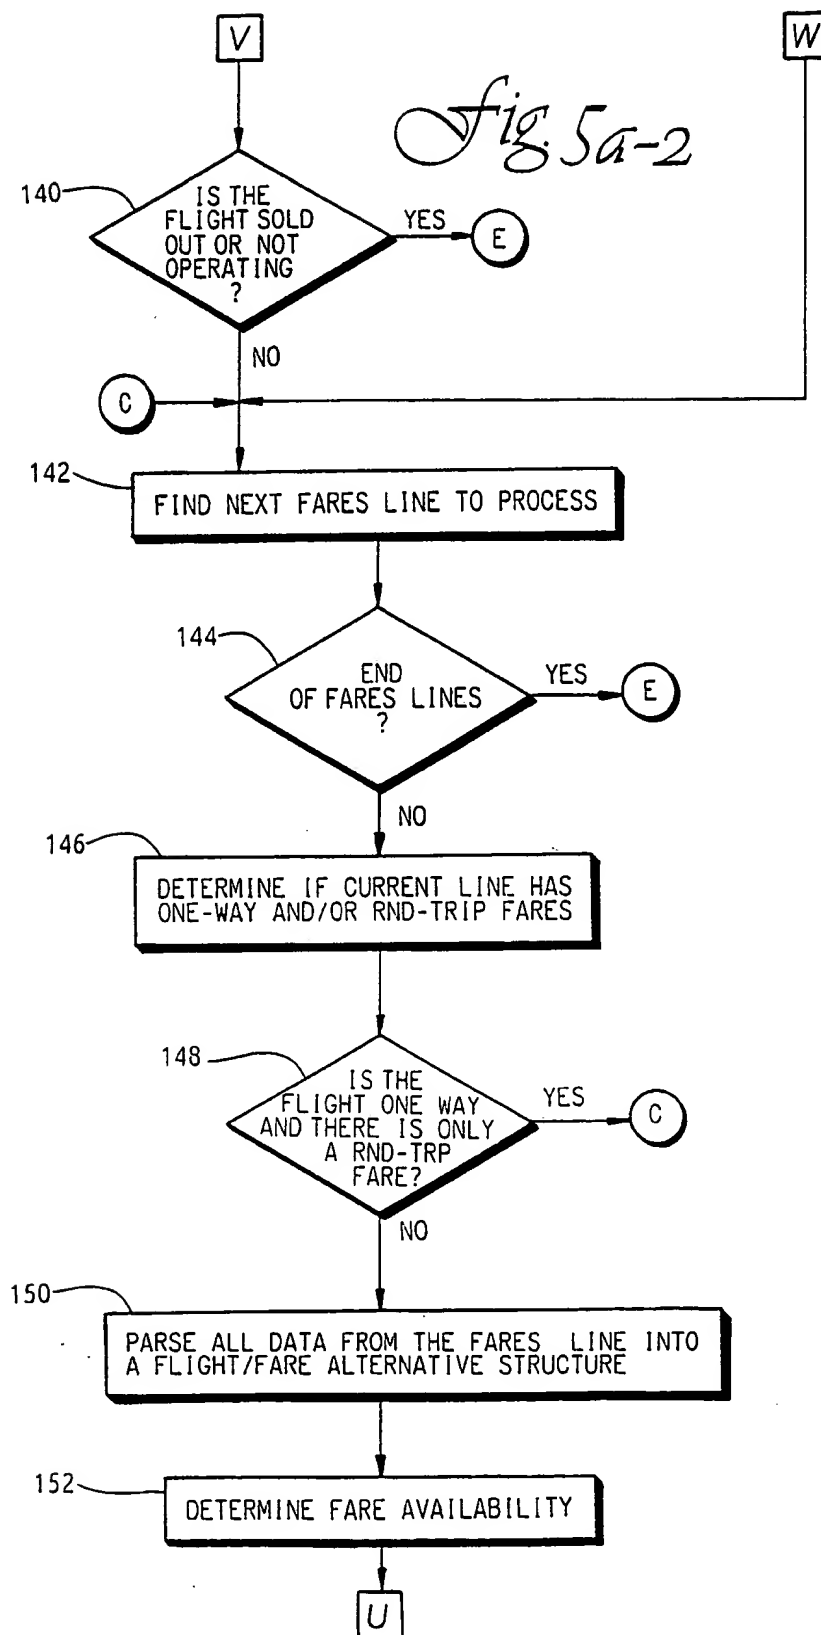 V
W
Fig. 5a-2
140
IS THE
FLIGHT SOLD
OUT OR NOT
OPERATING
?
YES
E
NO
C
142
FIND NEXT FARES LINE TO PROCESS
144
END
OF FARES LINES
?
YES
E
NO
146
DETERMINE IF CURRENT LINE HAS
ONE-WAY AND/OR RND-TRIP FARES
148
IS THE
FLIGHT ONE WAY
AND THERE IS ONLY
A RND-TRP
FARE?
YES
C
NO
150
PARSE ALL DATA FROM THE FARES LINE INTO
A FLIGHT/FARE ALTERNATIVE STRUCTURE
152
DETERMINE FARE AVAILABILITY
U